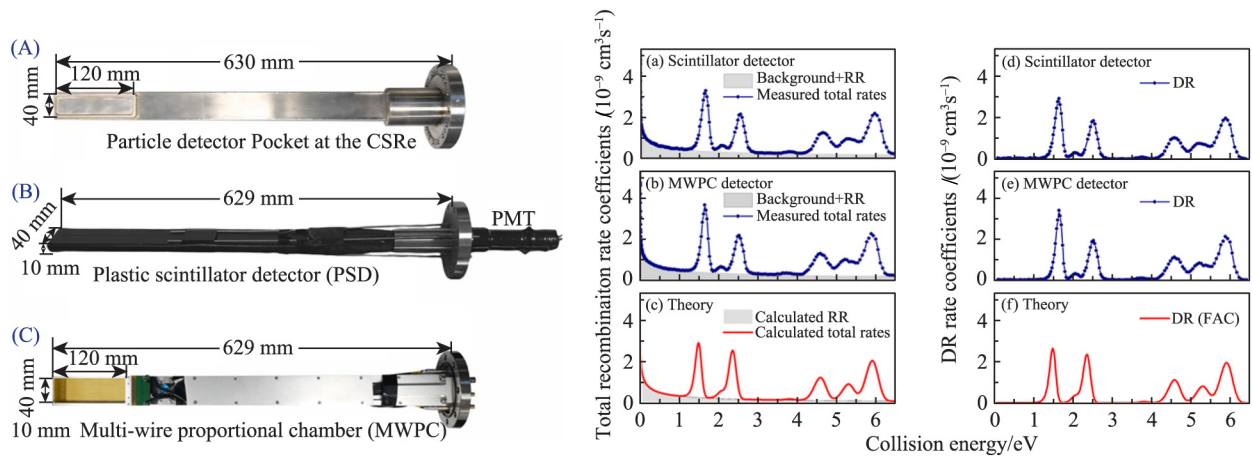 (A)
630 mm
120 mm
40 mm
Particle detector Pocket at the CSRe
(B)
629 mm
40 mm
10 mm
PMT
Plastic scintillator detector (PSD)
(C)
629 mm
120 mm
40 mm
10 mm
Multi-wire proportional chamber (MWPC)
Total recombinaiton rate coefficients /(10⁻⁹ cm³s⁻¹)
(a) Scintillator detector
Background+RR
Measured total rates
4
2
0
(b) MWPC detector
Background+RR
Measured total rates
4
2
0
(c) Theory
Calculated RR
Calculated total rates
4
2
0
0 1 2 3 4 5 6
DR rate coefficients /(10⁻⁹ cm³s⁻¹)
(d) Scintillator detector
DR
4
2
0
(e) MWPC detector
DR
4
2
0
(f) Theory
DR (FAC)
4
2
0
0 1 2 3 4 5 6
Collision energy/eV